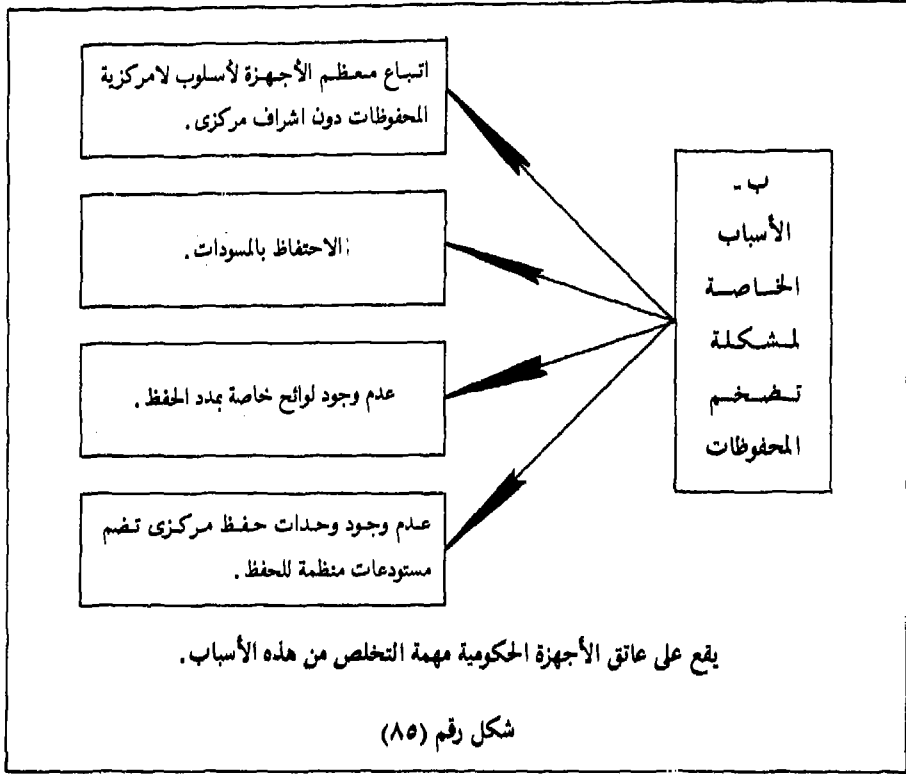 ب -
الأسباب
الخاصة
لمشكلة
تضخم
المحفوظات
اتباع معظم الأجهزة لأسلوب لامركزية
المحفوظات دون اشراف مركزى .
الاحتفاظ بالمسودات .
عدم وجود لوائح خاصة بمدد الحفظ .
عدم وجود وحدات حفظ مركزى تضم
مستودعات منظمة للحفظ .
يقع على عاتق الأجهزة الحكومية مهمة التخلص من هذه الأسباب .
شكل رقم (٨٥)